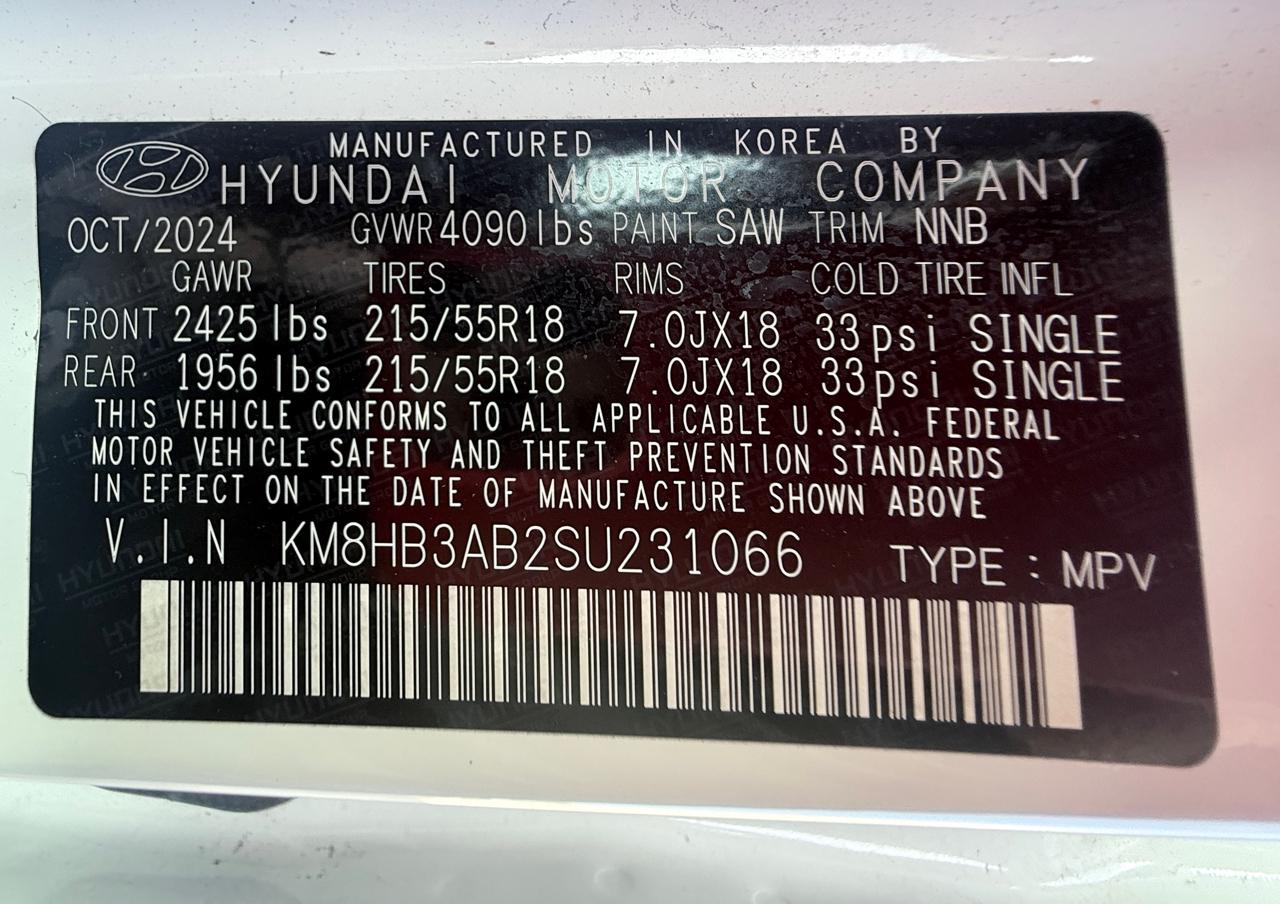 MANUFACTURED IN KOREA BY
HYUNDAI MOTOR COMPANY
OCT/2024 GVWR 4090 lbs PAINT SAW TRIM NNB
GAWR TIRES RIMS COLD TIRE INFL
FRONT 2425 lbs 215/55R18 7.0JX18 33psi SINGLE
REAR 1956 lbs 215/55R18 7.0JX18 33psi SINGLE
THIS VEHICLE CONFORMS TO ALL APPLICABLE U.S.A. FEDERAL
MOTOR VEHICLE SAFETY AND THEFT PREVENTION STANDARDS
IN EFFECT ON THE DATE OF MANUFACTURE SHOWN ABOVE
V.I.N KM8HB3AB2SU231066 TYPE : MPV